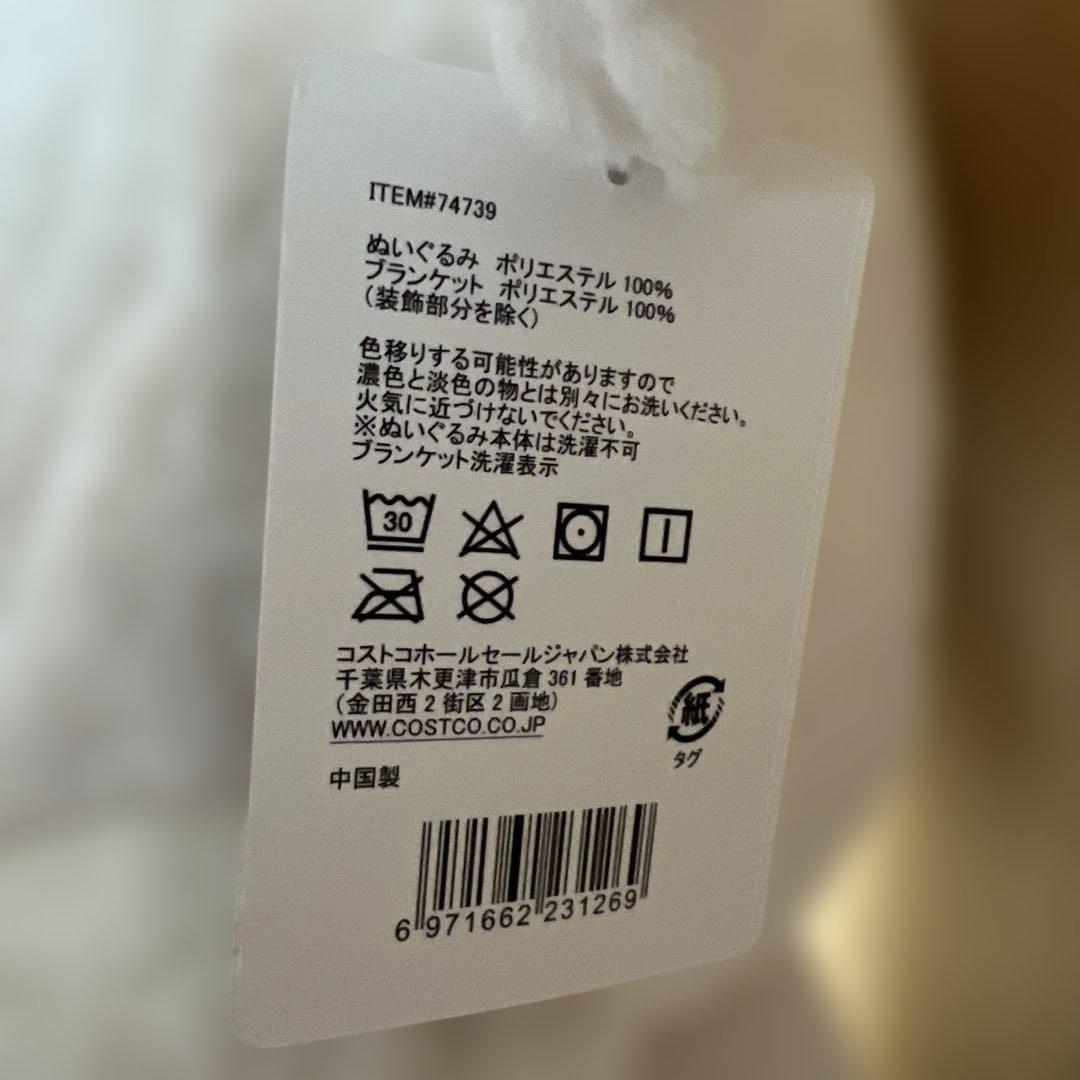 ITEM#74739
ぬいぐるみ ポリエステル 100%
ブランケット ポリエステル 100%
（装飾部分を除く）
色移りする可能性がありますので
濃色と淡色の物とは別々にお洗いください。
火気に近づけないでください。
※ぬいぐるみ本体は洗濯不可
ブランケット洗濯表示
30
コストコホールセールジャパン株式会社
千葉県木更津市瓜倉 361 番地
（金田西 2 街区 2 画地）
WWW.COSTCO.CO.JP
紙
タグ
中国製
6 971662 231269